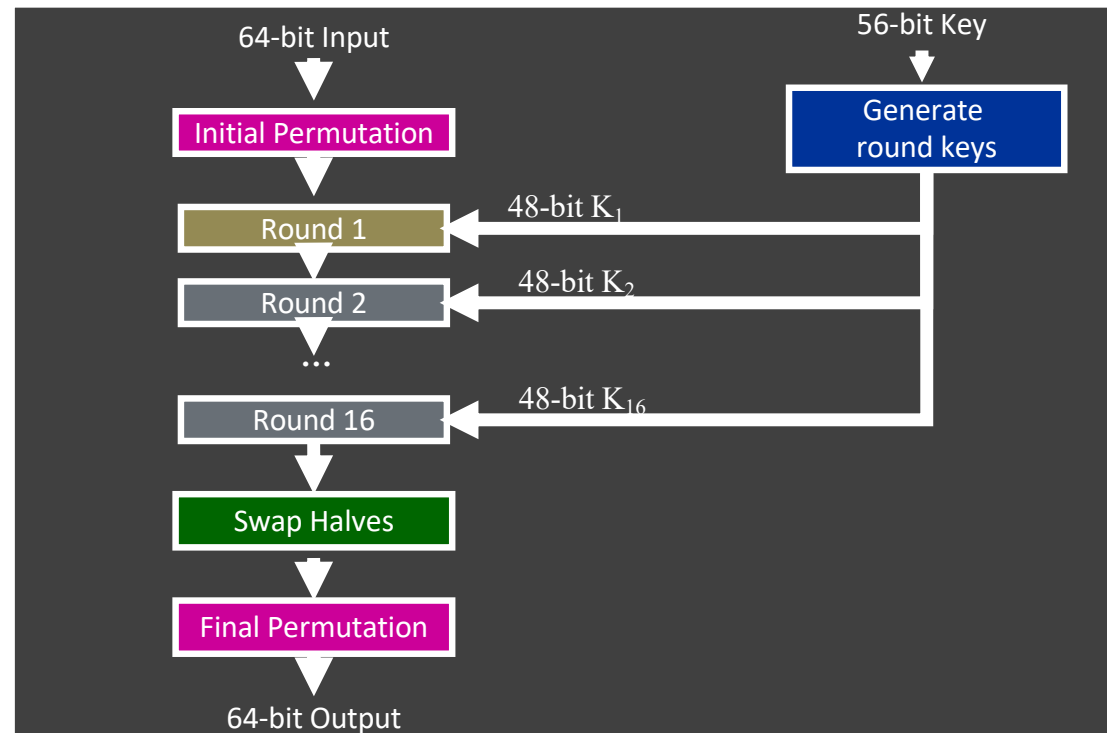 64-bit Input
56-bit Key
Initial Permutation
Generate
round keys
48-bit K₁
Round 1
48-bit K₂
Round 2
...
48-bit K₁₆
Round 16
Swap Halves
Final Permutation
64-bit Output